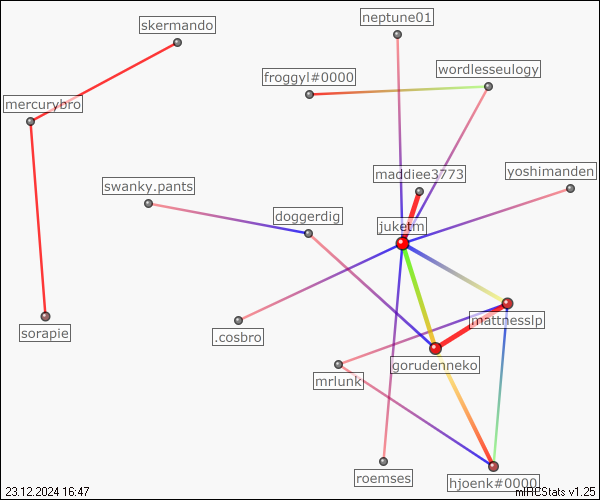 neptune01
skermando
froggyl#0000
wordlesseulogy
mercurybro
maddiee3773
yoshimanden
swanky.pants
doggerdig
juketm
mattnesslp
sorapie
.cosbro
gorudenneko
mrlunk
roemses
hjoenk#0000
23.12.2024 16:47
mIRCStats v1.25